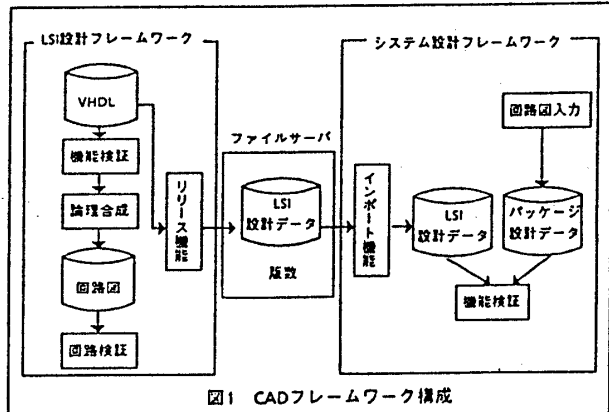 LSI設計フレームワーク
VHDL
機能検証
論理合成
回路図
回路検証
リリース機能
ファイルサーバ
LSI
設計データ
版数
システム設計フレームワーク
インポート機能
回路図入力
LSI
設計データ
パッケージ
設計データ
機能検証
図1 CADフレームワーク構成